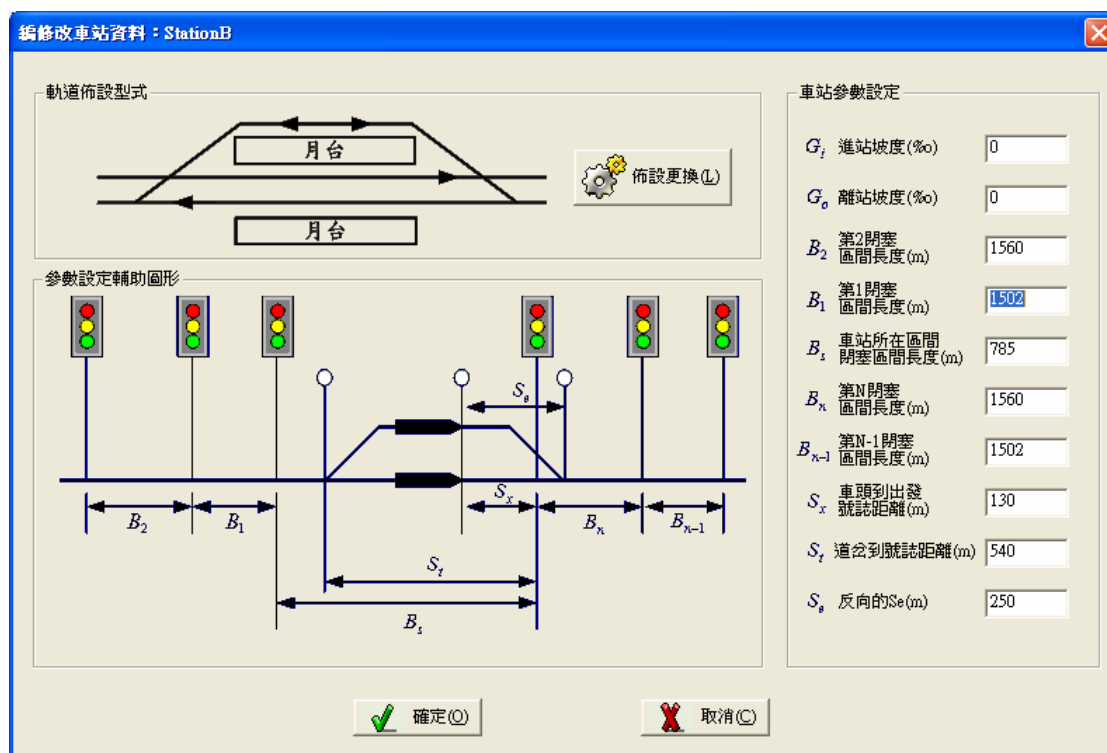 編修改車站資料：StationB
軌道佈設型式
月台
月台
佈設更換(L)
參數設定輔助圖形
S_e
S_x
B_2
B_1
B_n
B_{n-1}
S_t
B_s
車站參數設定
G_i 進站坡度(‰) 0
G_o 離站坡度(‰) 0
B_2 第2閉塞
區間長度(m) 1560
B_1 第1閉塞
區間長度(m) 1502
B_s 車站所在區間
閉塞區間長度(m) 785
B_n 第N閉塞
區間長度(m) 1560
B_{n-1} 第N-1閉塞
區間長度(m) 1502
S_x 車頭到出發
號誌距離(m) 130
S_t 道岔到號誌距離(m) 540
S_e 反向的Se(m) 250
確定(O)
取消(C)